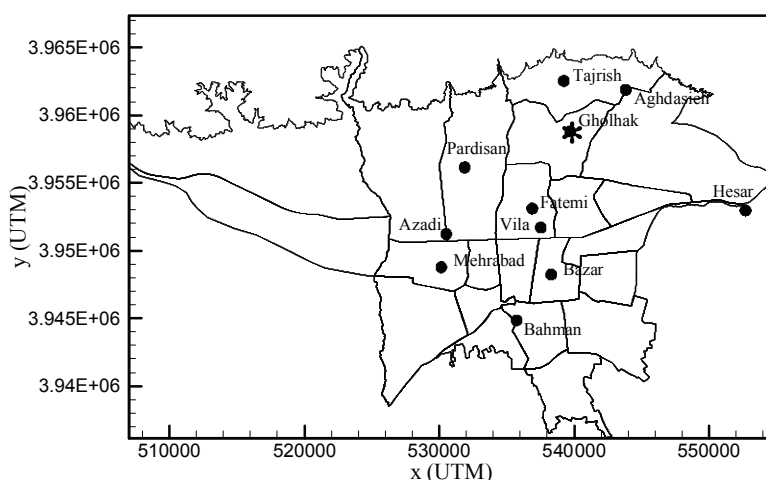 3.965E+06
3.96E+06
3.955E+06
3.95E+06
3.945E+06
3.94E+06
y (UTM)
Tajrish
Aghdasieh
Gholhak
Pardisan
Hesar
Fatemi
Azadi
Vila
Mehrabad
Bazar
Bahman
510000 520000 530000 540000 550000
x (UTM)